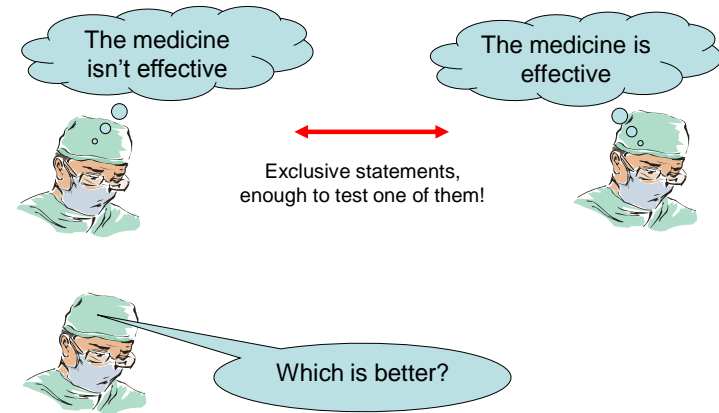 The medicine
isn't effective
The medicine is
effective
Exclusive statements,
enough to test one of them!
Which is better?